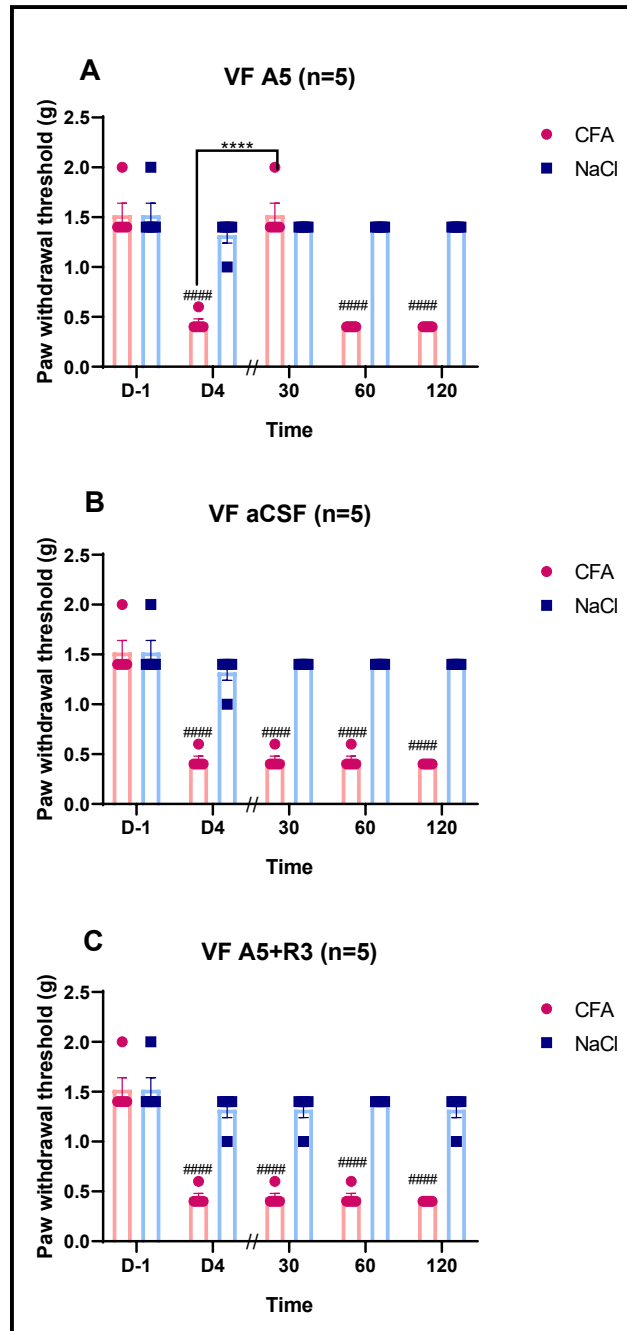 A
VF A5 (n=5)
Paw withdrawal threshold (g)
2.5
2.0
1.5
1.0
0.5
0.0
****
####
####
####
CFA
NaCl
D-1 D4 // 30 60 120
Time
B
VF aCSF (n=5)
Paw withdrawal threshold (g)
2.5
2.0
1.5
1.0
0.5
0.0
####
####
####
####
CFA
NaCl
D-1 D4 // 30 60 120
Time
C
VF A5+R3 (n=5)
Paw withdrawal threshold (g)
2.5
2.0
1.5
1.0
0.5
0.0
####
####
####
####
CFA
NaCl
D-1 D4 // 30 60 120
Time